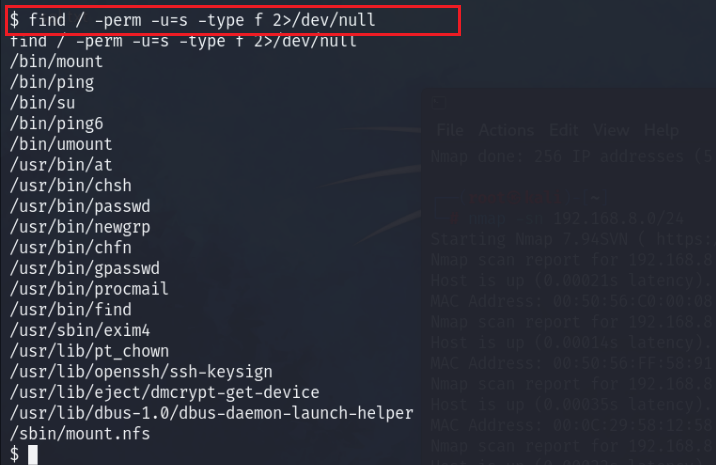 $ find / -perm -u=s -type f 2>/dev/null
find / -perm -u=s -type f 2>/dev/null
/bin/mount
/bin/ping
/bin/su
/bin/ping6
/bin/umount
/usr/bin/at
/usr/bin/chsh
/usr/bin/passwd
/usr/bin/newgrp
/usr/bin/chfn
/usr/bin/gpasswd
/usr/bin/procmail
/usr/bin/find
/usr/sbin/exim4
/usr/lib/pt_chown
/usr/lib/openssh/ssh-keysign
/usr/lib/eject/dmcrypt-get-device
/usr/lib/dbus-1.0/dbus-daemon-launch-helper
/sbin/mount.nfs
$
File Actions Edit View Help
Nmap done: 256 IP addresses (5
~
192.168.8.0/24
Starting Nmap 7.94SVN ( https:
Nmap scan report for 192.168.8
Host is up (0.00021s latency).
MAC Address: 00:50:56:C0:00:08
Nmap scan report for 192.168.8
Host is up (0.00014s latency).
MAC Address: 00:50:56:FF:58:91
Nmap scan report for 192.168.8
Host is up (0.00035s latency).
MAC Address: 00:0C:29:58:12:58
Nmap scan report for 192.168.8